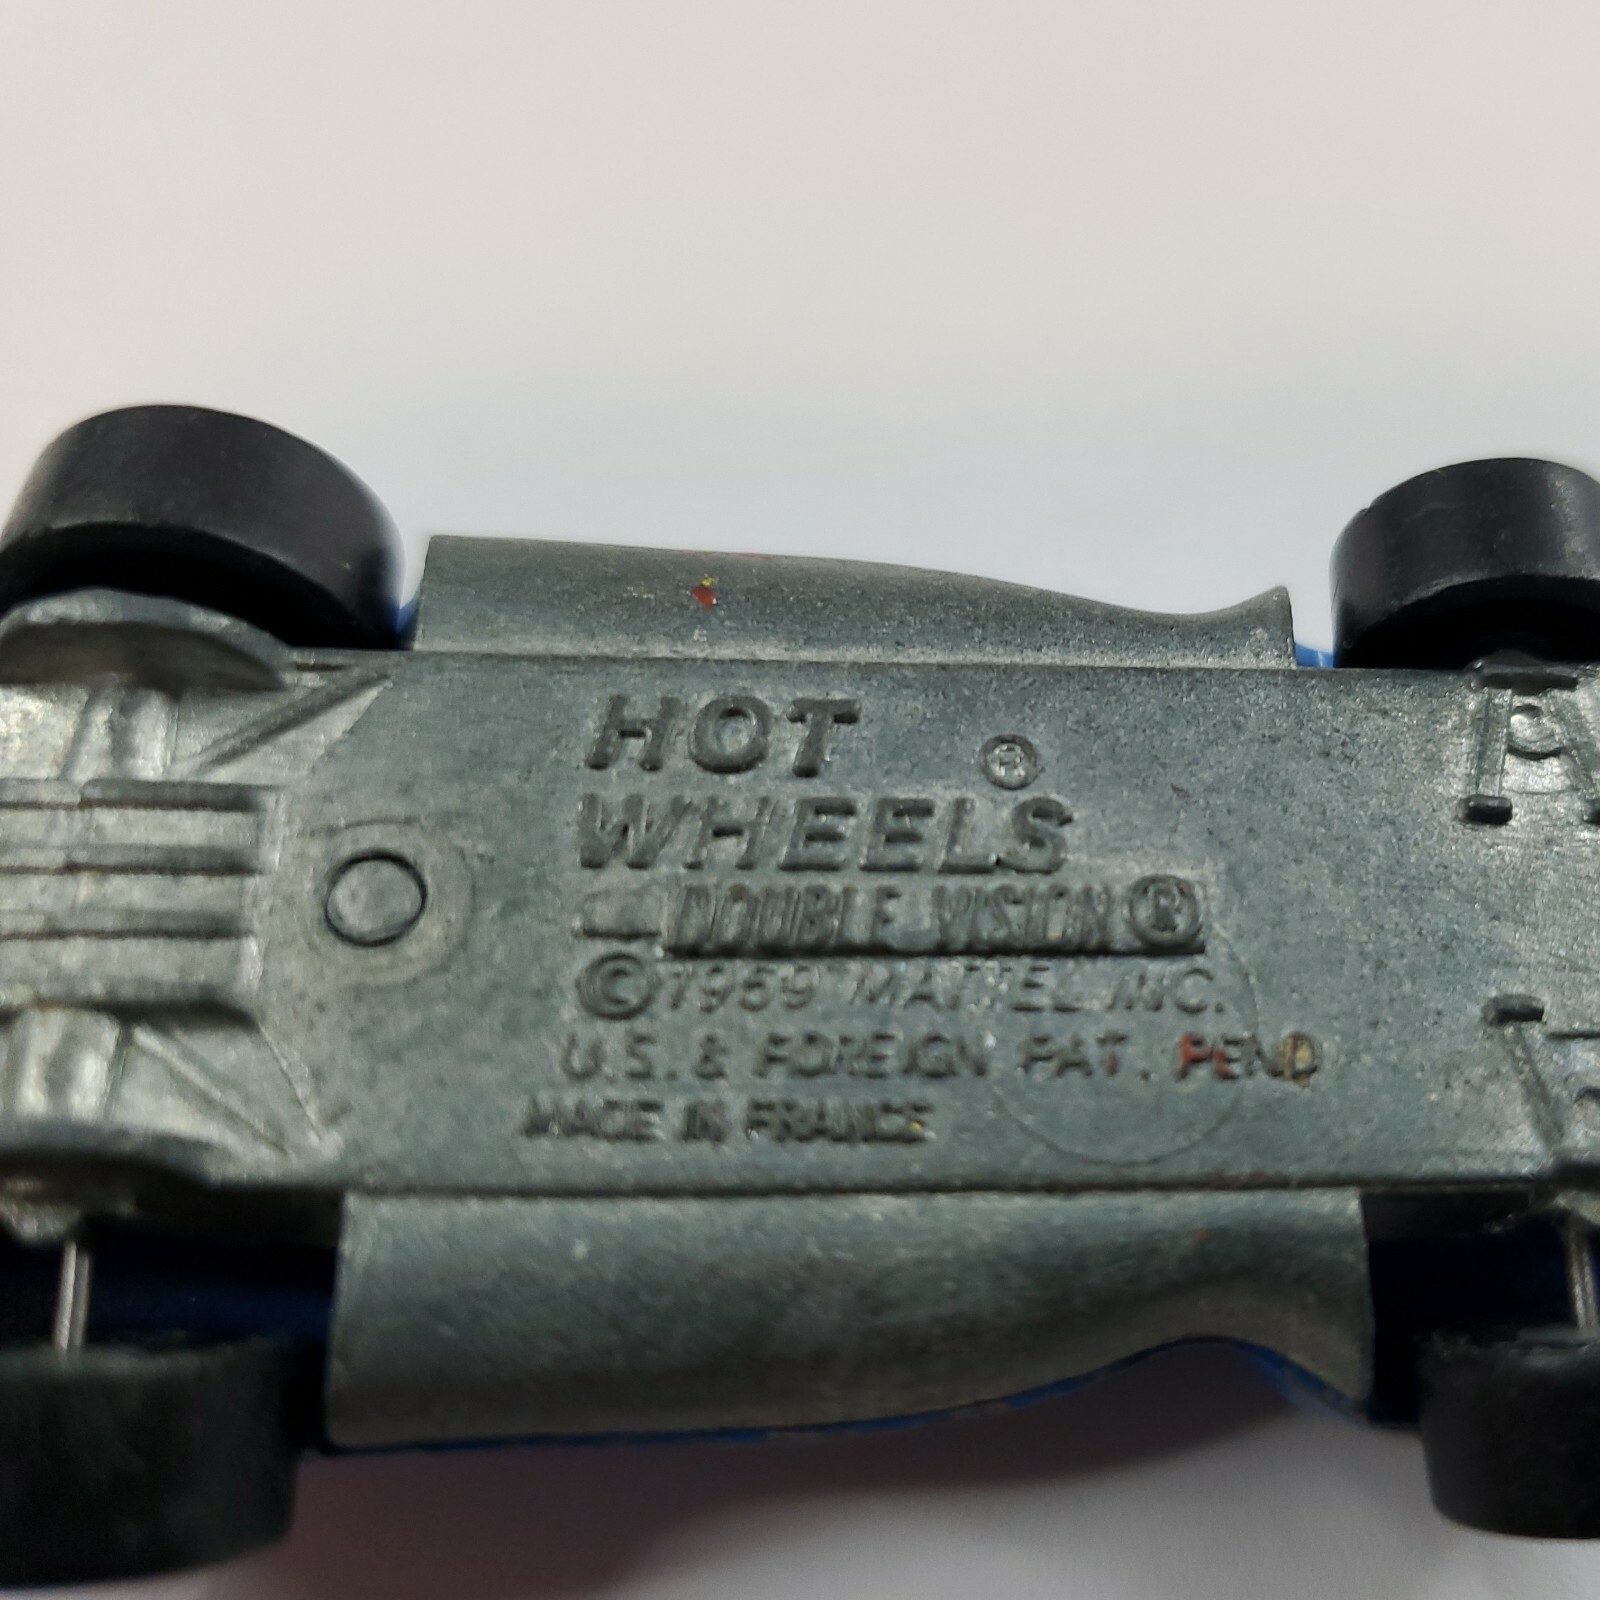 HOT ®
WHEELS
DOUBLE VISION ®
© 1969 MATTEL INC.
U.S. & FOREIGN PAT. PEND
MADE IN FRANCE